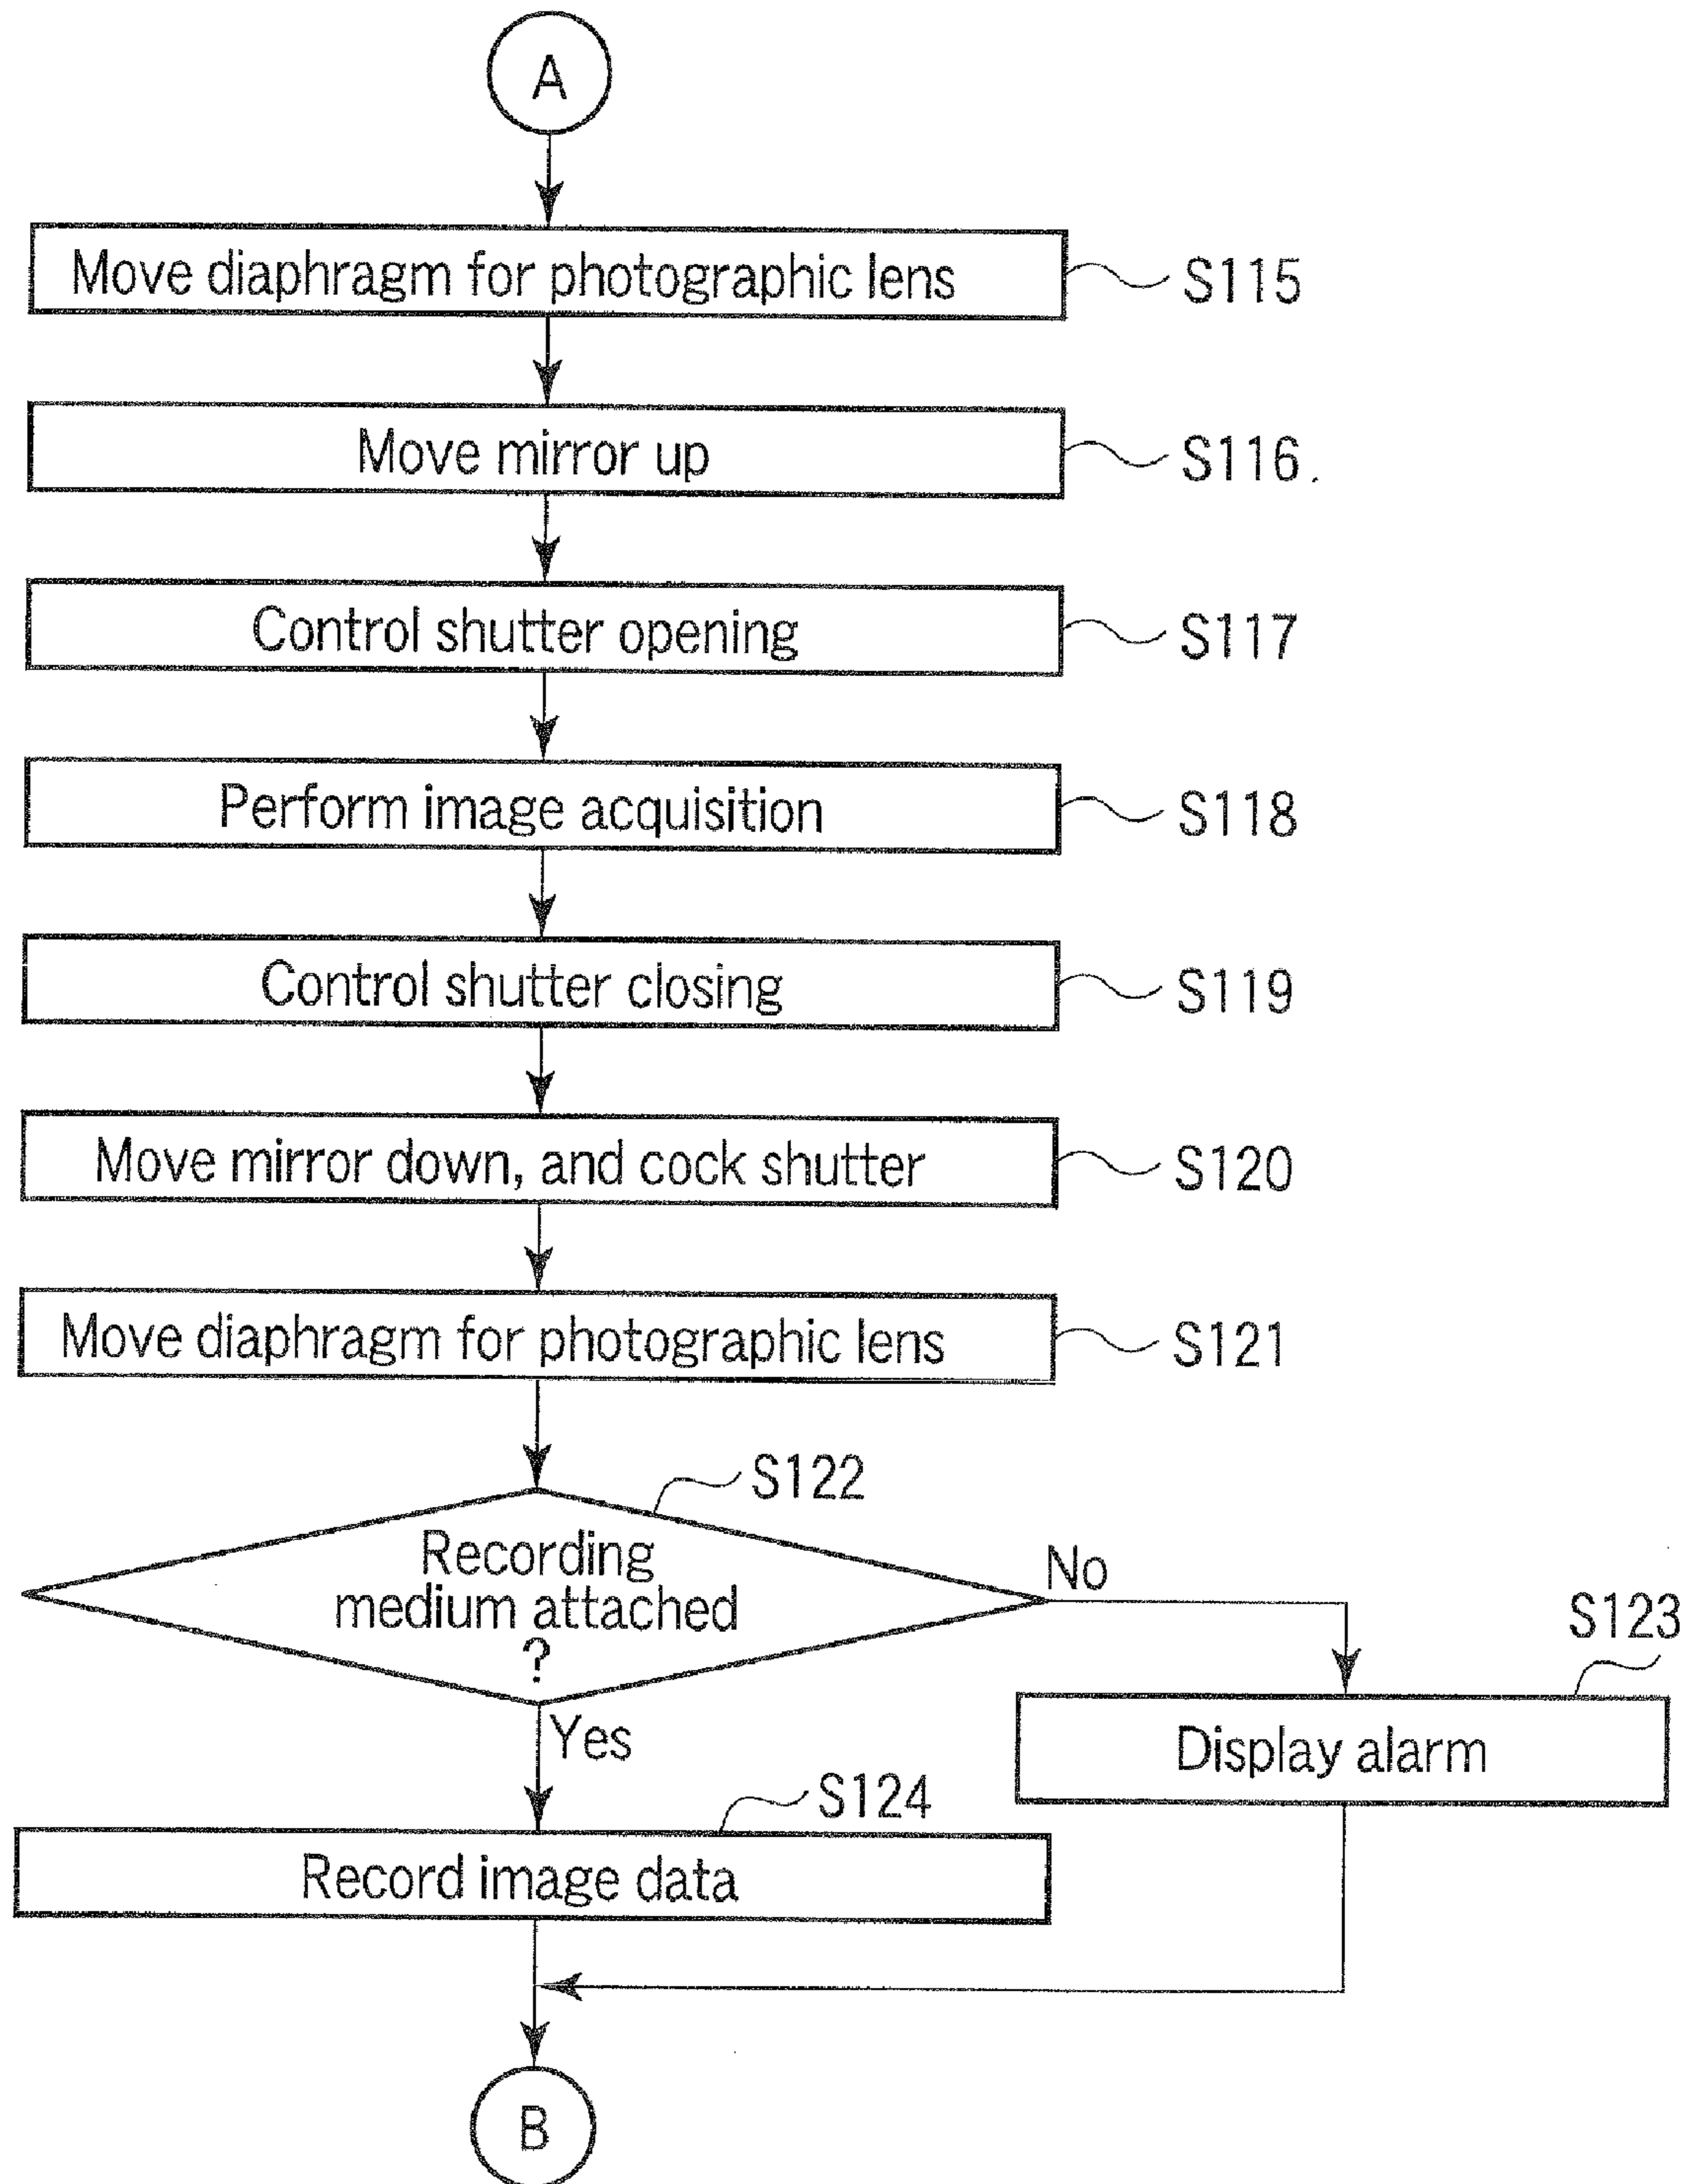 A
Move diaphragm for photographic lens
S115
Move mirror up
S116
Control shutter opening
S117
Perform image acquisition
S118
Control shutter closing
S119
Move mirror down, and cock shutter
S120
Move diaphragm for photographic lens
S121
S122
Recording
medium attached
?
No
S123
Yes
Display alarm
S124
Record image data
B